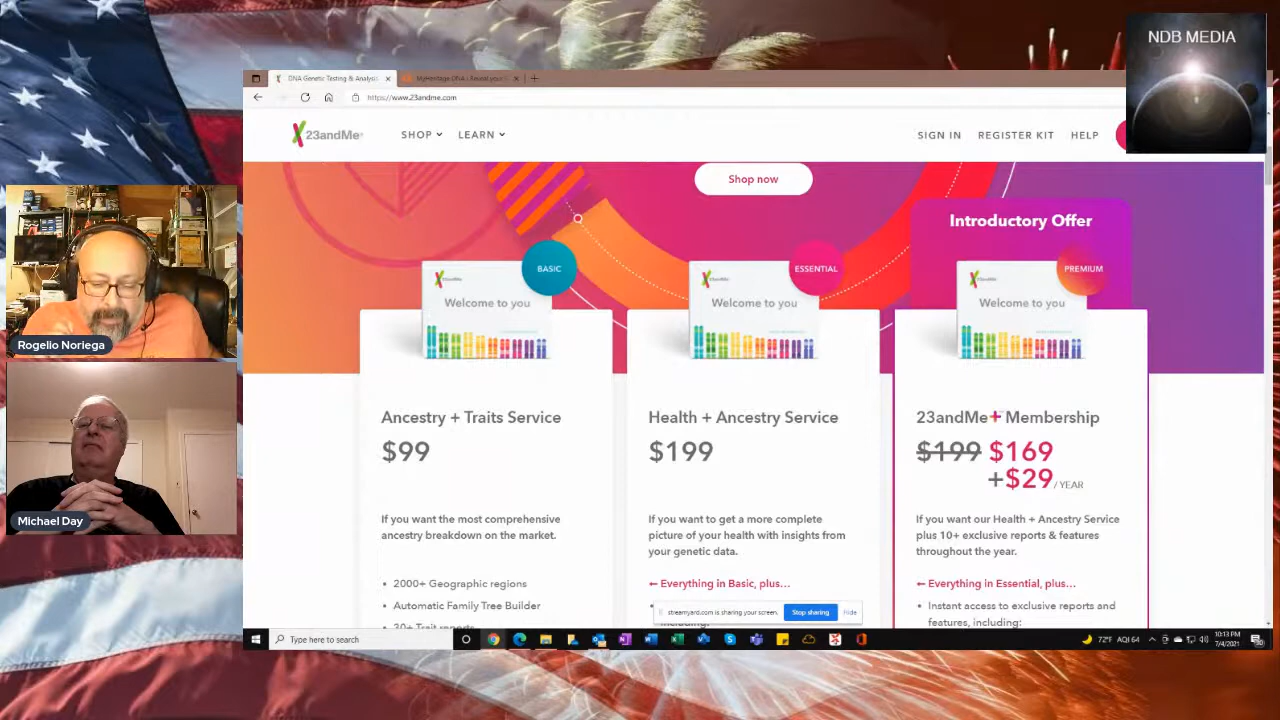 NDB MEDIA
DNA Genetic Testing & Analysis
MyHeritage DNA
https://www.23andme.com
23andMe
SHOP
LEARN
SIGN IN
REGISTER KIT
HELP
Shop now
Introductory Offer
BASIC
ESSENTIAL
PREMIUM
23andMe
Welcome to you
23andMe
Welcome to you
23andMe
Welcome to you
Rogelio Noriega
Michael Day
Ancestry + Traits Service
$99
If you want the most comprehensive
ancestry breakdown on the market.
• 2000+ Geographic regions
• Automatic Family Tree Builder
• 30+ Trait reports
Health + Ancestry Service
$199
If you want to get a more complete
picture of your health with insights from
your genetic data.
← Everything in Basic, plus...
including:
23andMe+ Membership
$199 $169
+$29/ YEAR
If you want our Health + Ancestry Service
plus 10+ exclusive reports & features
throughout the year.
← Everything in Essential, plus...
• Instant access to exclusive reports and
features, including:
streamyard.com is sharing your screen.
Stop sharing
Hide
Type here to search
72°F AQI 64
10:13 PM
7/4/2021